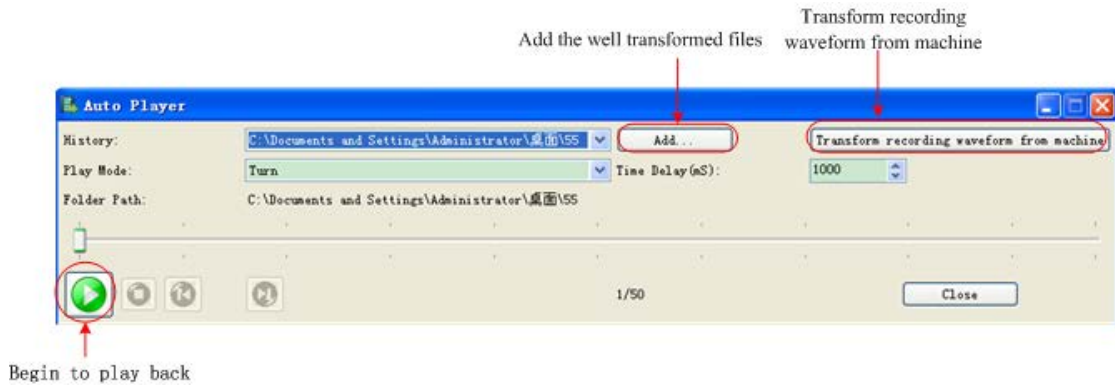 Transform recording
waveform from machine
Add the well transformed files
Auto Player
History:
C:\Documents and Settings\Administrator\桌面\55
Add...
Transform recording waveform from machine
Play Mode:
Turn
Time Delay(mS):
1000
Folder Path:
C:\Documents and Settings\Administrator\桌面\55
1/50
Close
Begin to play back